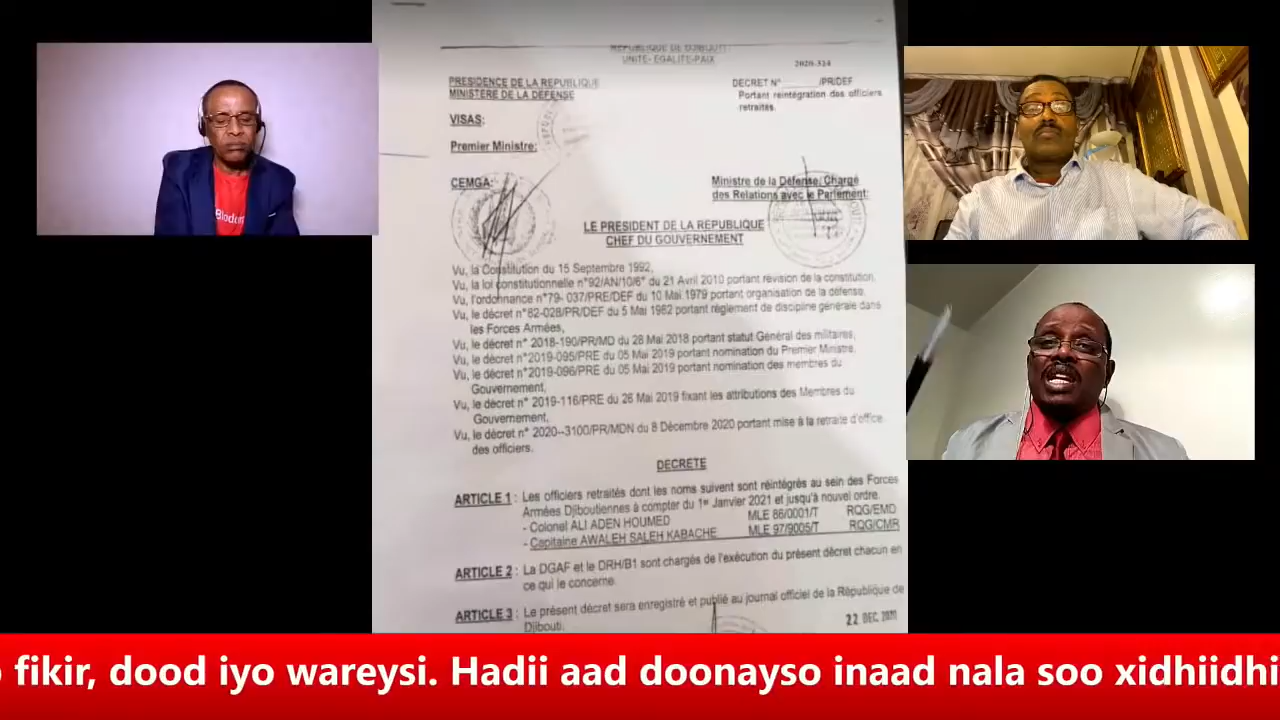 REPUBLIQUE DE DJIBOUTI
UNITE- EGALITE-PAIX
PRESIDENCE DE LA REPUBLIQUE
MINISTERE DE LA DEFENSE
2020-324
DECRET N° ______/PR/DEF
Portant réintégration des officiers
retraités.
VISAS:
Premier Ministre:
CEMGA:
Ministre de la Défense, Chargé
des Relations avec le Parlement:
LE PRESIDENT DE LA REPUBLIQUE
CHEF DU GOUVERNEMENT
Vu, la Constitution du 15 Septembre 1992,
Vu, la loi constitutionnelle n°92/AN/10/6° du 21 Avril 2010 portant révision de la constitution,
Vu, l'ordonnance n°79- 037/PRE/DEF du 10 Mai 1979 portant organisation de la défense,
Vu, le décret n°82-028/PR/DEF du 5 Mai 1982 portant règlement de discipline générale dans
les Forces Armées,
Vu, le décret n° 2018-190/PR/MD du 28 Mai 2018 portant statut Général des militaires,
Vu, le décret n°2019-095/PRE du 05 Mai 2019 portant nomination du Premier Ministre,
Vu, le décret n°2019-096/PRE du 05 Mai 2019 portant nomination des membres du
Gouvernement,
Vu, le décret n° 2019-116/PRE du 26 Mai 2019 fixant les attributions des Membres du
Gouvernement,
Vu, le décret n° 2020--3100/PR/MDN du 8 Décembre 2020 portant mise à la retraite d'office
des officiers.
DECRETE
ARTICLE 1 : Les officiers retraités dont les noms suivent sont réintégrés au sein des Forces
Armées Djiboutiennes à compter du 1er Janvier 2021 et jusqu'à nouvel ordre.
- Colonel ALI ADEN HOUMED MLE 86/0001/T RQG/EMD
- Capitaine AWALEH SALEH KABACHE MLE 97/9005/T RQG/CMR
ARTICLE 2 : La DGAF et le DRH/B1 sont chargés de l'exécution du présent décret chacun en
ce qui le concerne.
ARTICLE 3 : Le présent décret sera enregistré et publié au journal officiel de la République de
Djibouti.
22 DEC. 2020
fikir, dood iyo wareysi. Hadii aad doonayso inaad nala soo xidhiidhi